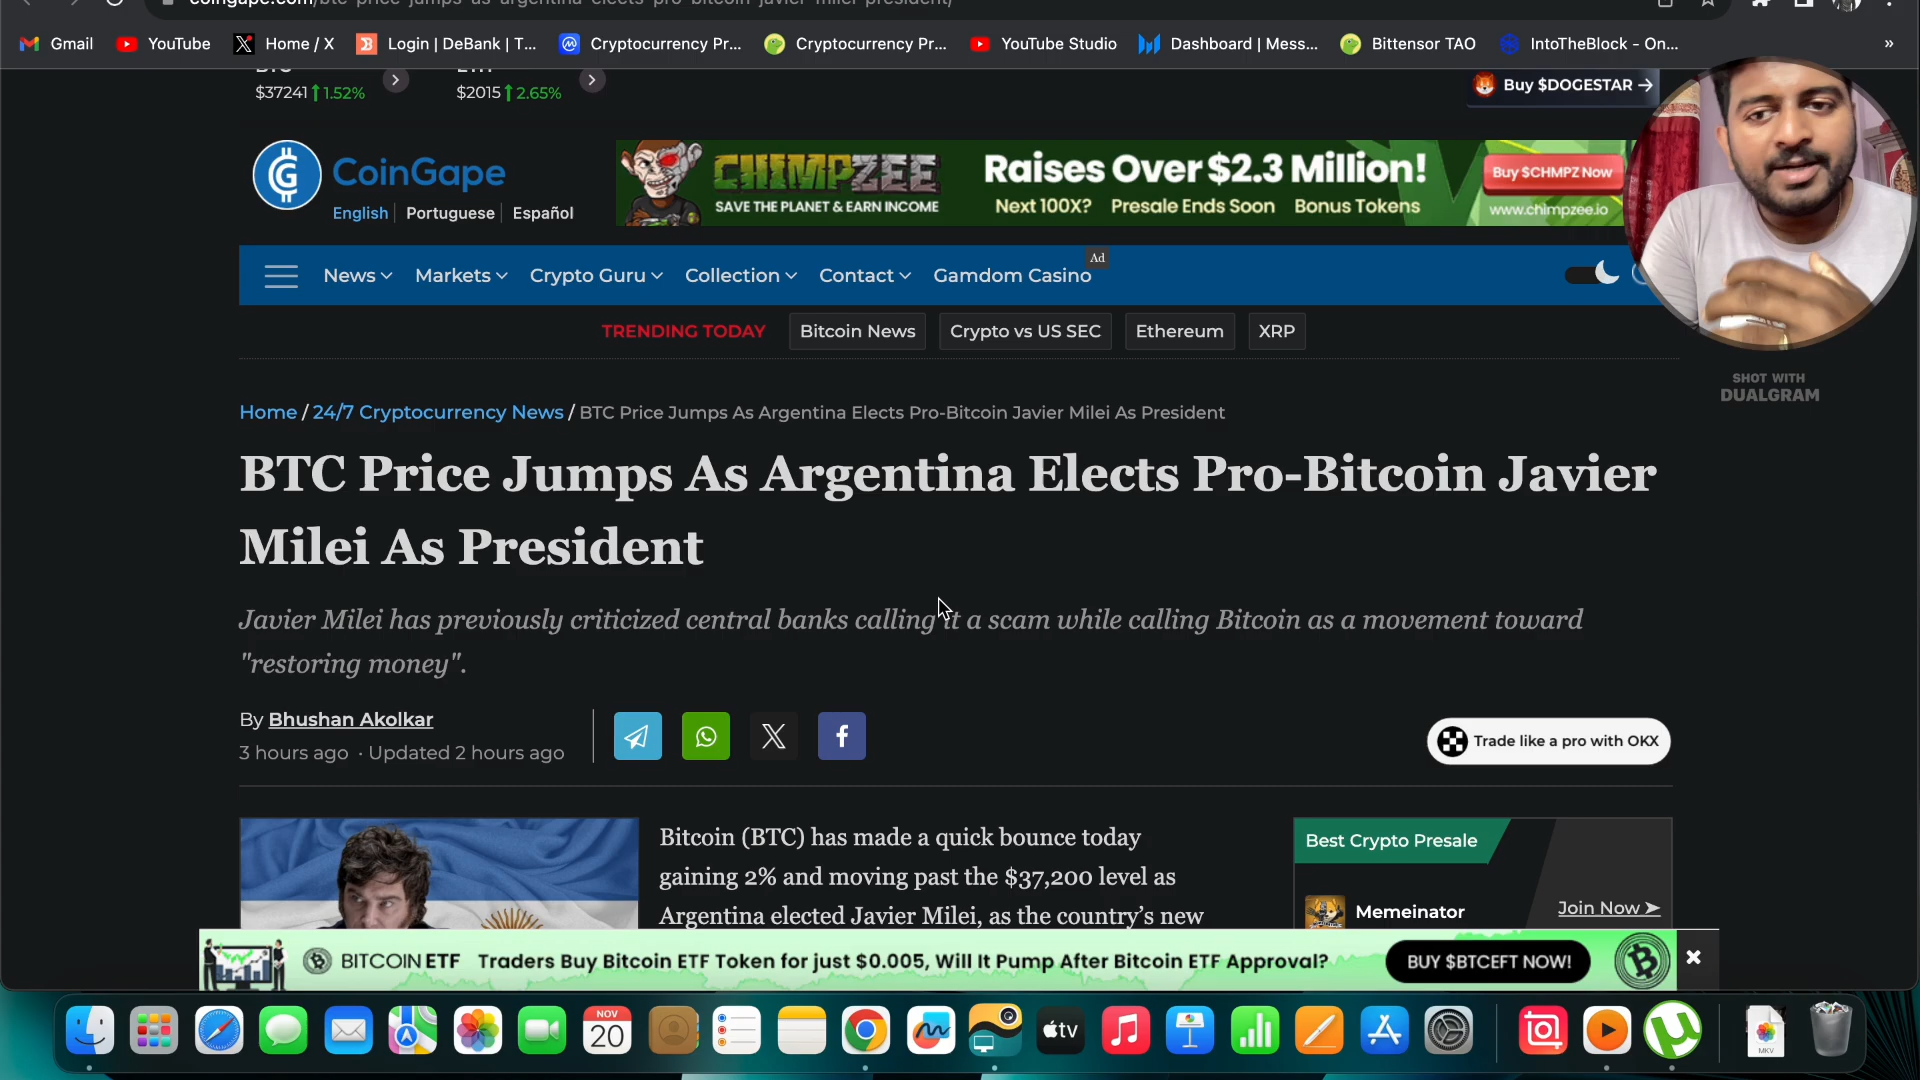 coingape.com/btc-price-jumps-as-argentina-elects-pro-bitcoin-javier-milei-president/
Gmail
YouTube
Home / X
Login | DeBank | T...
Cryptocurrency Pr...
Cryptocurrency Pr...
YouTube Studio
Dashboard | Mess...
Bittensor TAO
IntoTheBlock - On...
»
BTC
ETH
$37241 1.52%
$2015 2.65%
Buy $DOGESTAR →
CoinGape
English
Portuguese
Español
CHIMPZEE
SAVE THE PLANET & EARN INCOME
Raises Over $2.3 Million!
Next 100X? Presale Ends Soon Bonus Tokens
Buy $CHMPZ Now
www.chimpzee.io
News
Markets
Crypto Guru
Collection
Contact
Gamdom Casino
Ad
TRENDING TODAY
Bitcoin News
Crypto vs US SEC
Ethereum
XRP
SHOT WITH
DUALGRAM
Home / 24/7 Cryptocurrency News / BTC Price Jumps As Argentina Elects Pro-Bitcoin Javier Milei As President
BTC Price Jumps As Argentina Elects Pro-Bitcoin Javier
Milei As President
Javier Milei has previously criticized central banks calling it a scam while calling Bitcoin as a movement toward
"restoring money".
By Bhushan Akolkar
3 hours ago · Updated 2 hours ago
Trade like a pro with OKX
Bitcoin (BTC) has made a quick bounce today
gaining 2% and moving past the $37,200 level as
Argentina elected Javier Milei, as the country's new
Best Crypto Presale
Memeinator
Join Now ➤
BITCOIN ETF
Traders Buy Bitcoin ETF Token for just $0.005, Will It Pump After Bitcoin ETF Approval?
BUY $BTCEFT NOW!
NOV
20
tv
MKV